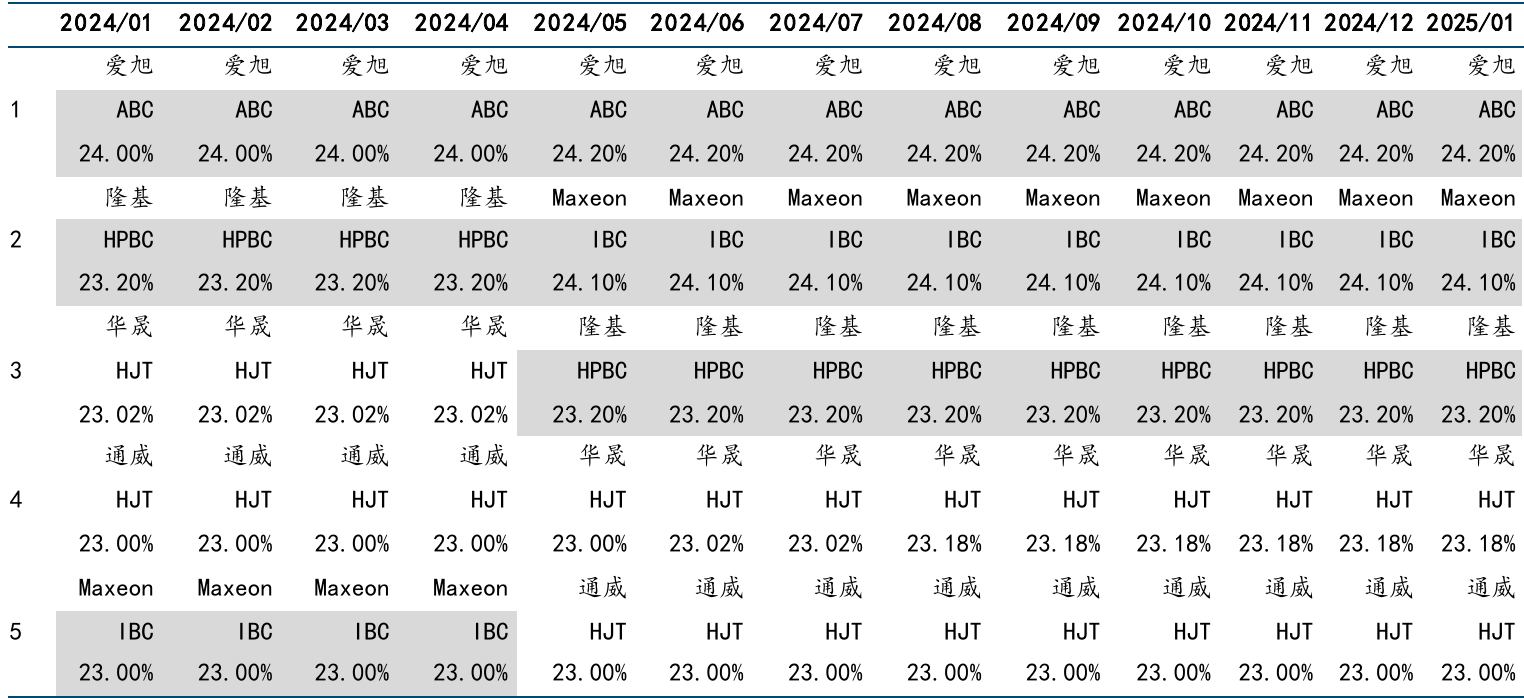 2024/01 2024/02 2024/03 2024/04 2024/05 2024/06 2024/07 2024/08 2024/09 2024/10 2024/11 2024/12 2025/01
爱旭 爱旭 爱旭 爱旭 爱旭 爱旭 爱旭 爱旭 爱旭 爱旭 爱旭 爱旭 爱旭
1 ABC ABC ABC ABC ABC ABC ABC ABC ABC ABC ABC ABC ABC
24.00% 24.00% 24.00% 24.00% 24.20% 24.20% 24.20% 24.20% 24.20% 24.20% 24.20% 24.20% 24.20%
隆基 隆基 隆基 隆基 Maxeon Maxeon Maxeon Maxeon Maxeon Maxeon Maxeon Maxeon Maxeon
2 HPBC HPBC HPBC HPBC IBC IBC IBC IBC IBC IBC IBC IBC IBC
23.20% 23.20% 23.20% 23.20% 24.10% 24.10% 24.10% 24.10% 24.10% 24.10% 24.10% 24.10% 24.10%
华晟 华晟 华晟 华晟 隆基 隆基 隆基 隆基 隆基 隆基 隆基 隆基 隆基
3 HJT HJT HJT HJT HPBC HPBC HPBC HPBC HPBC HPBC HPBC HPBC HPBC
23.02% 23.02% 23.02% 23.02% 23.20% 23.20% 23.20% 23.20% 23.20% 23.20% 23.20% 23.20% 23.20%
通威 通威 通威 通威 华晟 华晟 华晟 华晟 华晟 华晟 华晟 华晟 华晟
4 HJT HJT HJT HJT HJT HJT HJT HJT HJT HJT HJT HJT HJT
23.00% 23.00% 23.00% 23.00% 23.00% 23.02% 23.02% 23.18% 23.18% 23.18% 23.18% 23.18% 23.18%
Maxeon Maxeon Maxeon Maxeon 通威 通威 通威 通威 通威 通威 通威 通威 通威
5 IBC IBC IBC IBC HJT HJT HJT HJT HJT HJT HJT HJT HJT
23.00% 23.00% 23.00% 23.00% 23.00% 23.00% 23.00% 23.00% 23.00% 23.00% 23.00% 23.00% 23.00%